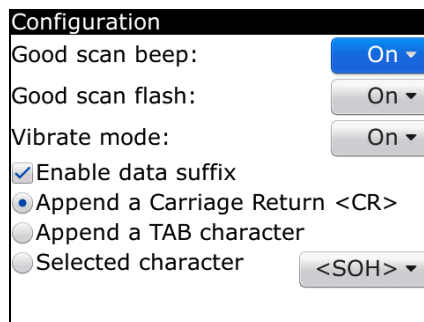 Configuration
Good scan beep: On
Good scan flash: On
Vibrate mode: On
Enable data suffix
Append a Carriage Return <CR>
Append a TAB character
Selected character <SOH>